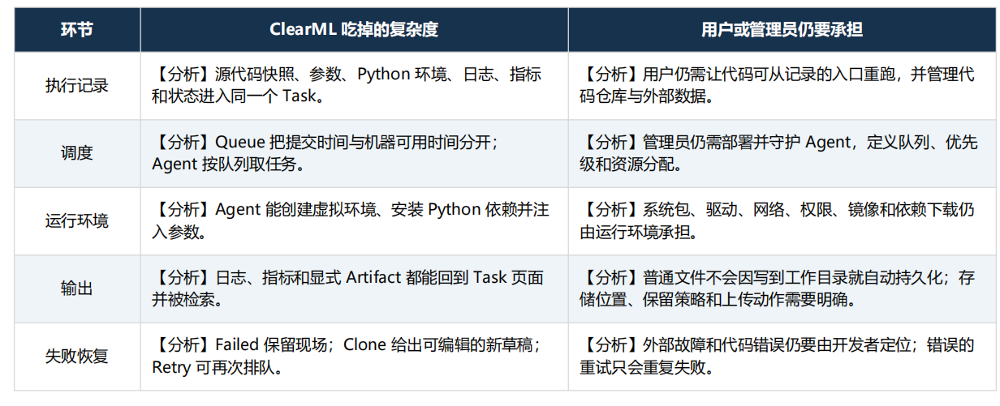 环节 ClearML 吃掉的复杂度 用户或管理员仍要承担
执行记录
【分析】源代码快照、参数、Python 环境、日志、指标
和状态进入同一个 Task。
【分析】用户仍需让代码可从记录的入口重跑，并管理代
码仓库与外部数据。
调度
【分析】Queue 把提交时间与机器可用时间分开；
Agent 按队列取任务。
【分析】管理员仍需部署并守护 Agent，定义队列、优先
级和资源分配。
运行环境
【分析】Agent 能创建虚拟环境、安装 Python 依赖并注
入参数。
【分析】系统包、驱动、网络、权限、镜像和依赖下载仍
由运行环境承担。
输出
【分析】日志、指标和显式 Artifact 都能回到 Task 页面
并被检索。
【分析】普通文件不会因写到工作目录就自动持久化；存
储位置、保留策略和上传动作需要明确。
失败恢复
【分析】Failed 保留现场；Clone 给出可编辑的新草稿；
Retry 可再次排队。
【分析】外部故障和代码错误仍要由开发者定位；错误的
重试只会重复失败。